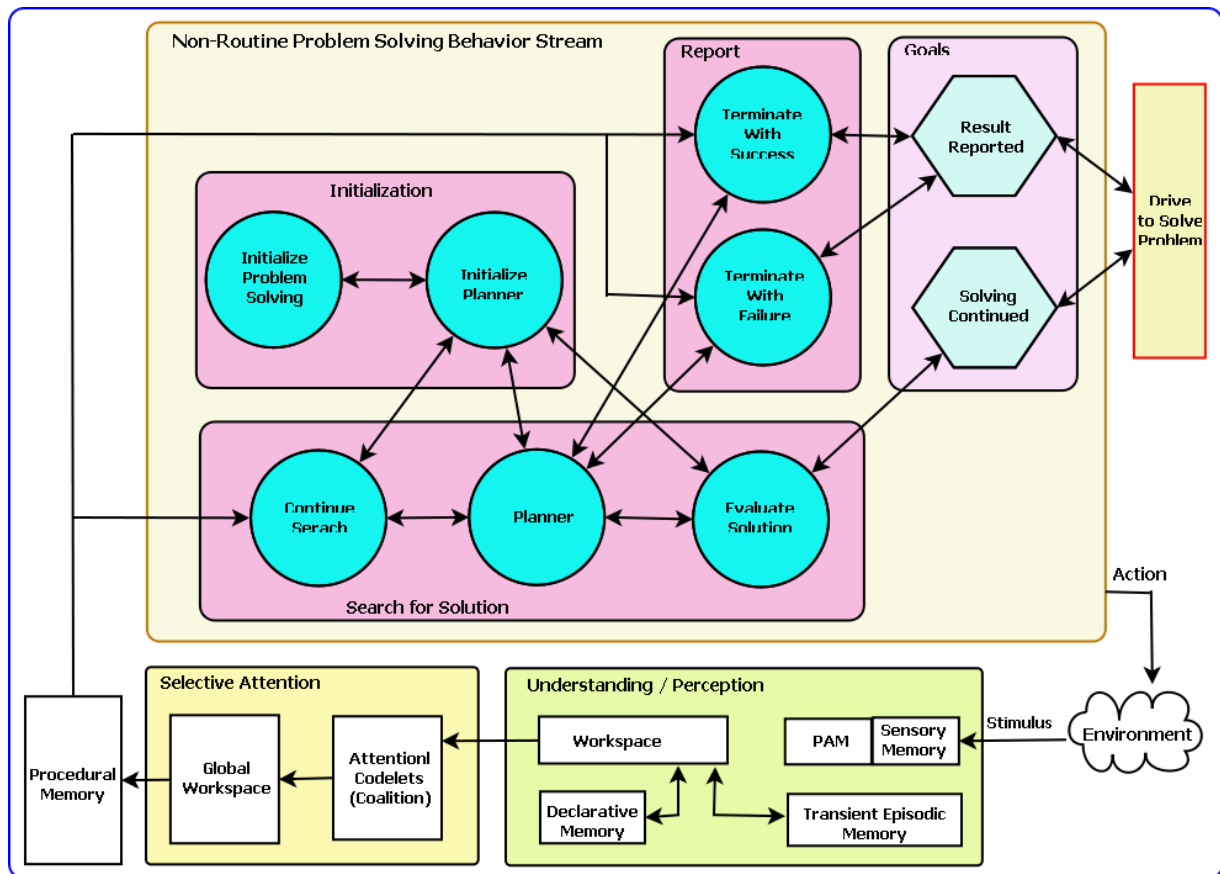 Non-Routine Problem Solving Behavior Stream
Report
Goals
Terminate
With
Success
Result
Reported
Initialization
Initialize
Problem
Solving
Initialize
Planner
Terminate
With
Failure
Solving
Continued
Drive
to Solve
Problem
Continue
Serach
Planner
Evaluate
Solution
Search for Solution
Action
Selective Attention
Understanding / Perception
Procedural
Memory
Global
Workspace
Attentionl
Codelets
(Coalition)
Workspace
PAM
Sensory
Memory
Stimulus
Environment
Declarative
Memory
Transient Episodic
Memory